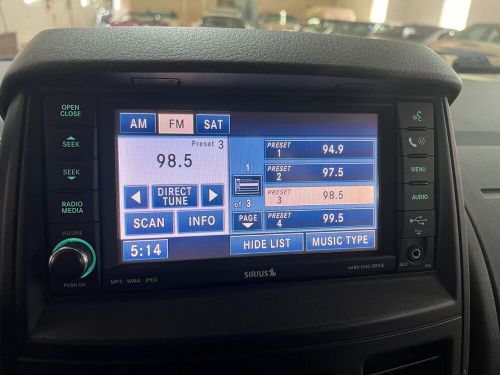 OPEN
CLOSE
SEEK
SEEK
RADIO
MEDIA
VOLUME
PUSH ON
AM
FM
SAT
Preset 3
98.5
DIRECT
TUNE
SCAN
INFO
5:14
1
of 3
PAGE
PRESET
1
94.9
PRESET
2
97.5
PRESET
3
98.5
PRESET
4
99.5
HIDE LIST
MUSIC TYPE
MP3 · WMA · JPEG
SIRIUS
HARD DISC DRIVE
MENU
AUDIO
AUX